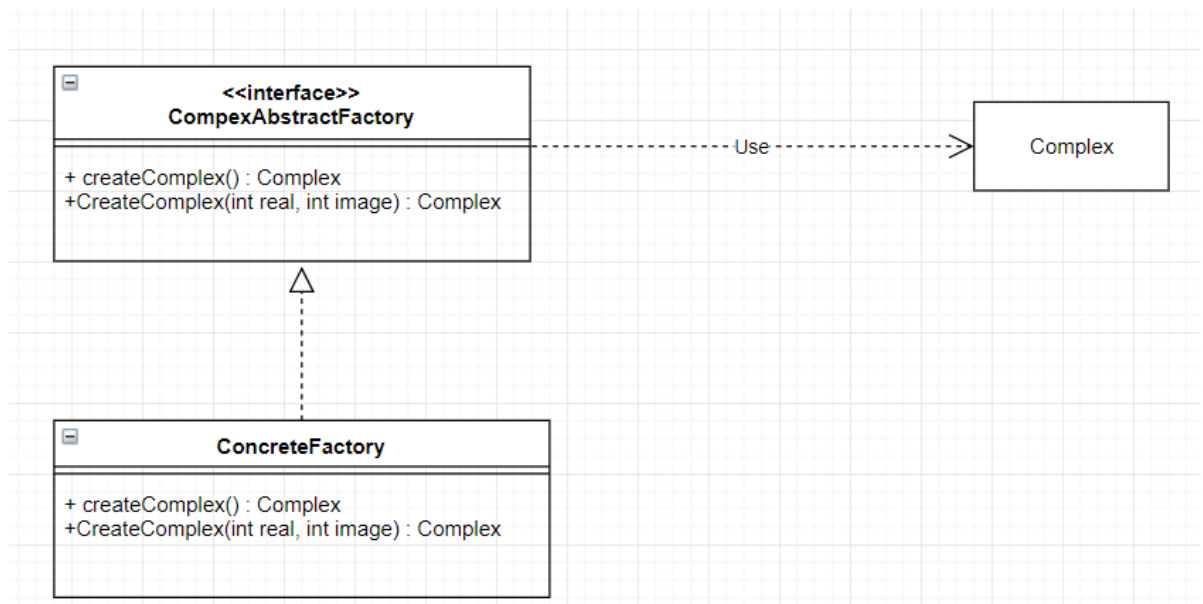 <<interface>>
CompexAbstractFactory
+ createComplex() : Complex
+CreateComplex(int real, int image) : Complex
Use
Complex
ConcreteFactory
+ createComplex() : Complex
+CreateComplex(int real, int image) : Complex